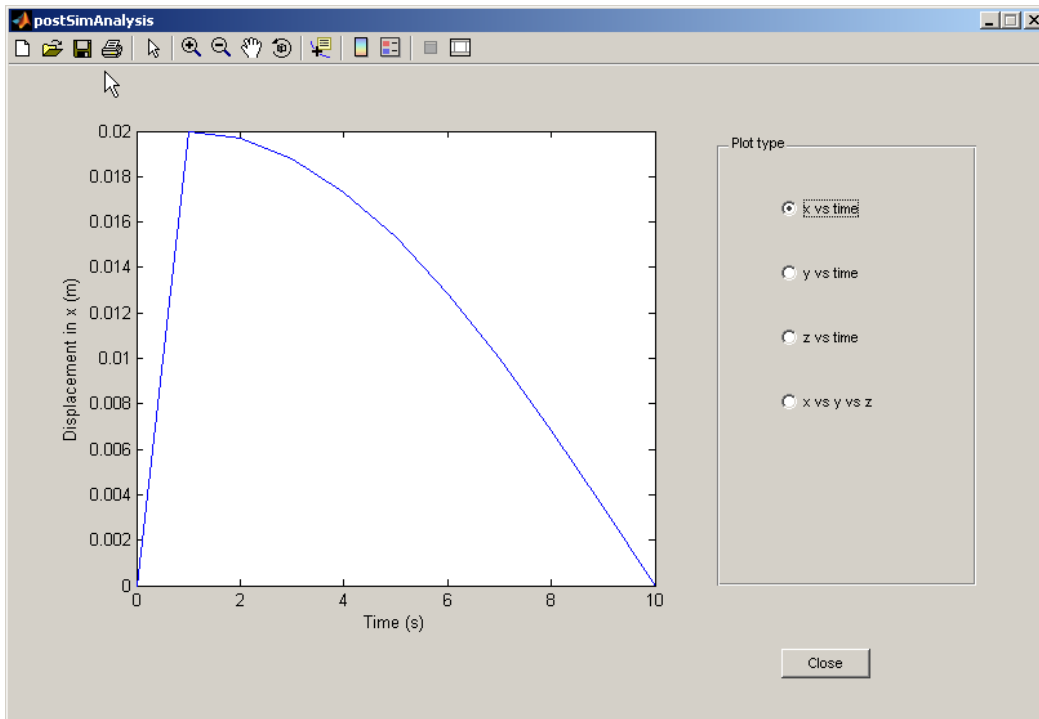 postSimAnalysis
Plot type
x vs time
y vs time
z vs time
x vs y vs z
0.02
0.018
0.016
0.014
0.012
0.01
0.008
0.006
0.004
0.002
0
Displacement in x (m)
0 2 4 6 8 10
Time (s)
Close